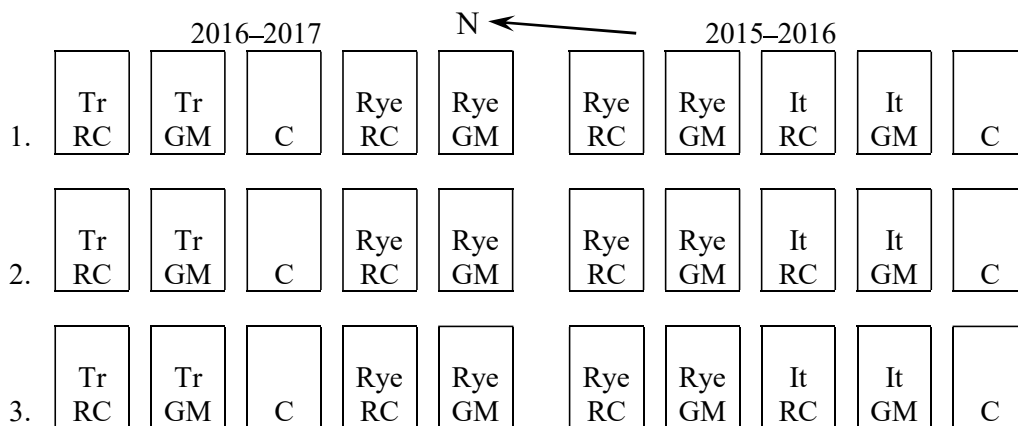 2016–2017 N 2015–2016
Tr Tr Rye Rye Rye Rye It It
1. RC GM C RC GM RC GM RC GM C
Tr Tr Rye Rye Rye Rye It It
2. RC GM C RC GM RC GM RC GM C
Tr Tr Rye Rye Rye Rye It It
3. RC GM C RC GM RC GM RC GM C